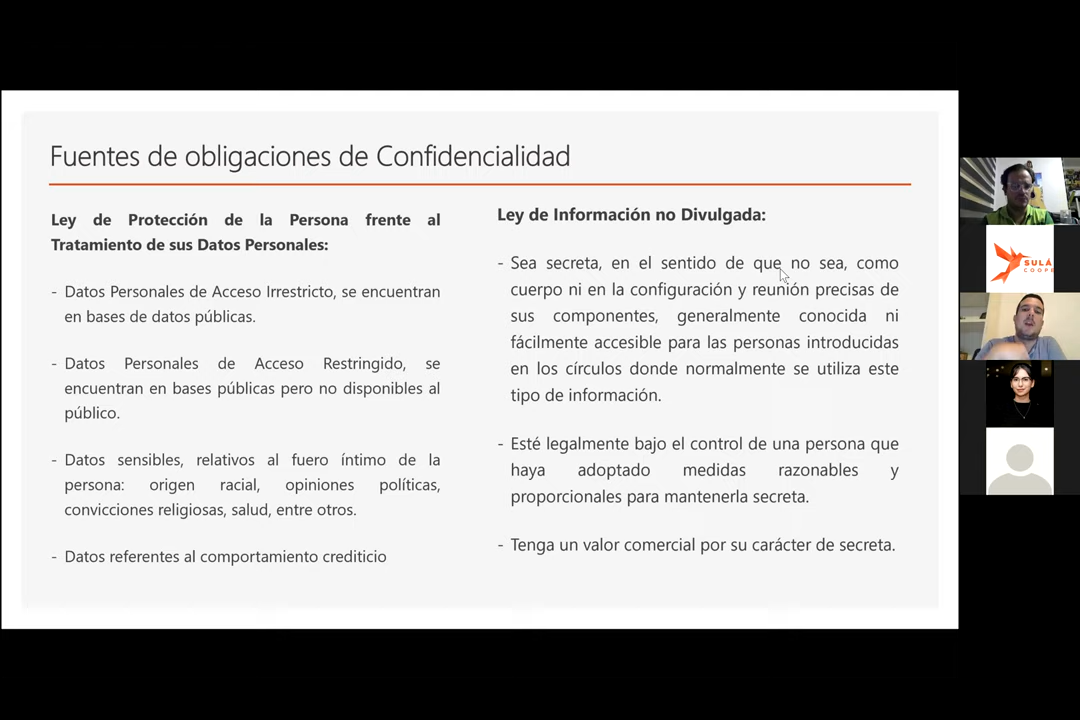 Fuentes de obligaciones de Confidencialidad
Ley de Protección de la Persona frente al
Tratamiento de sus Datos Personales:
- Datos Personales de Acceso Irrestricto, se encuentran
en bases de datos públicas.
- Datos Personales de Acceso Restringido, se
encuentran en bases públicas pero no disponibles al
público.
- Datos sensibles, relativos al fuero íntimo de la
persona: origen racial, opiniones políticas,
convicciones religiosas, salud, entre otros.
- Datos referentes al comportamiento crediticio
Ley de Información no Divulgada:
- Sea secreta, en el sentido de que no sea, como
cuerpo ni en la configuración y reunión precisas de
sus componentes, generalmente conocida ni
fácilmente accesible para las personas introducidas
en los círculos donde normalmente se utiliza este
tipo de información.
- Esté legalmente bajo el control de una persona que
haya adoptado medidas razonables y
proporcionales para mantenerla secreta.
- Tenga un valor comercial por su carácter de secreta.
SULÁ
COOPE